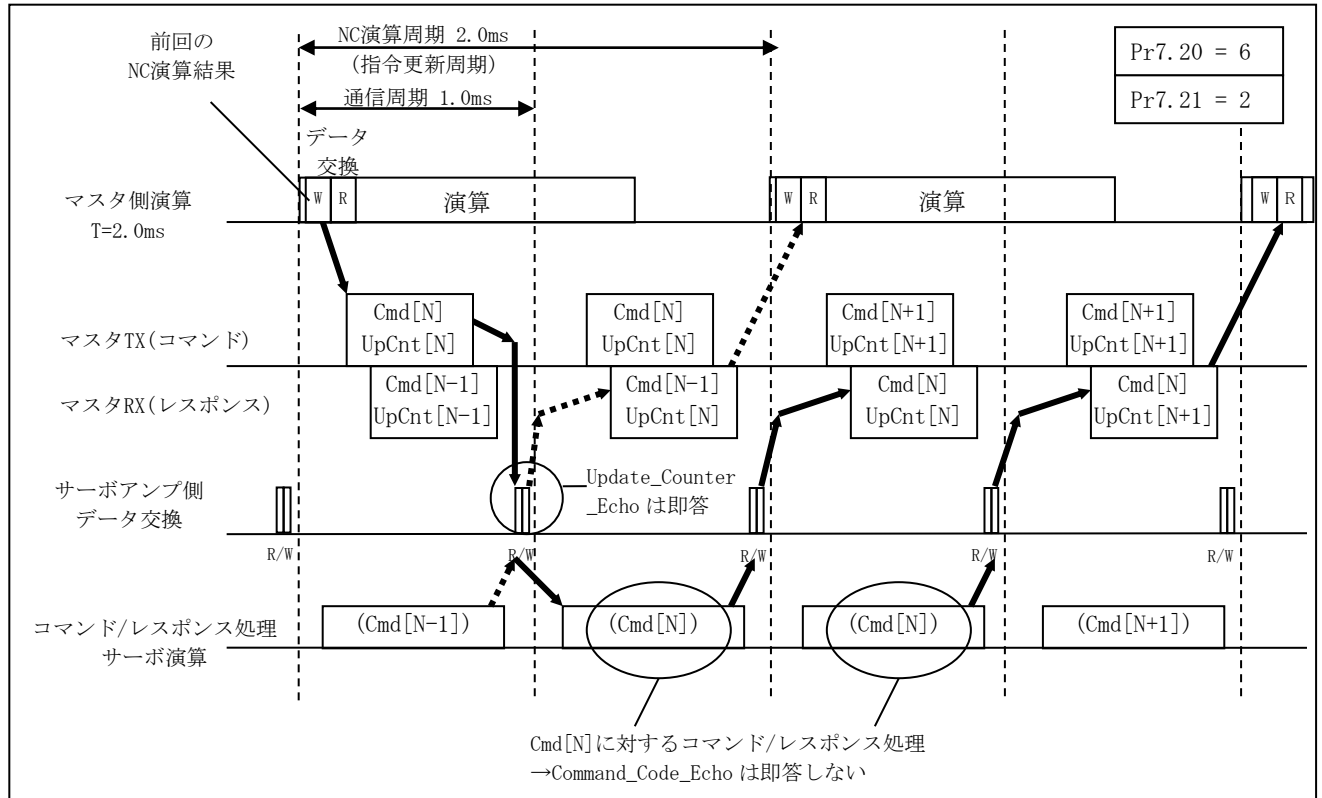 前回の
NC演算結果
NC演算周期 2.0ms
(指令更新周期)
通信周期 1.0ms
Pr7.20 = 6
Pr7.21 = 2
データ
交換
マスタ側演算
T=2.0ms
W R 演算 W R 演算 W R
マスタTX(コマンド)
Cmd[N]
UpCnt[N]
Cmd[N]
UpCnt[N]
Cmd[N+1]
UpCnt[N+1]
Cmd[N+1]
UpCnt[N+1]
マスタRX(レスポンス)
Cmd[N-1]
UpCnt[N-1]
Cmd[N-1]
UpCnt[N]
Cmd[N]
UpCnt[N]
Cmd[N]
UpCnt[N+1]
サーボアンプ側
データ交換
Update_Counter
_Echo は即答
R/W R/W R/W R/W R/W
コマンド/レスポンス処理
サーボ演算
(Cmd[N-1]) (Cmd[N]) (Cmd[N]) (Cmd[N+1])
Cmd[N]に対するコマンド/レスポンス処理
→Command_Code_Echo は即答しない